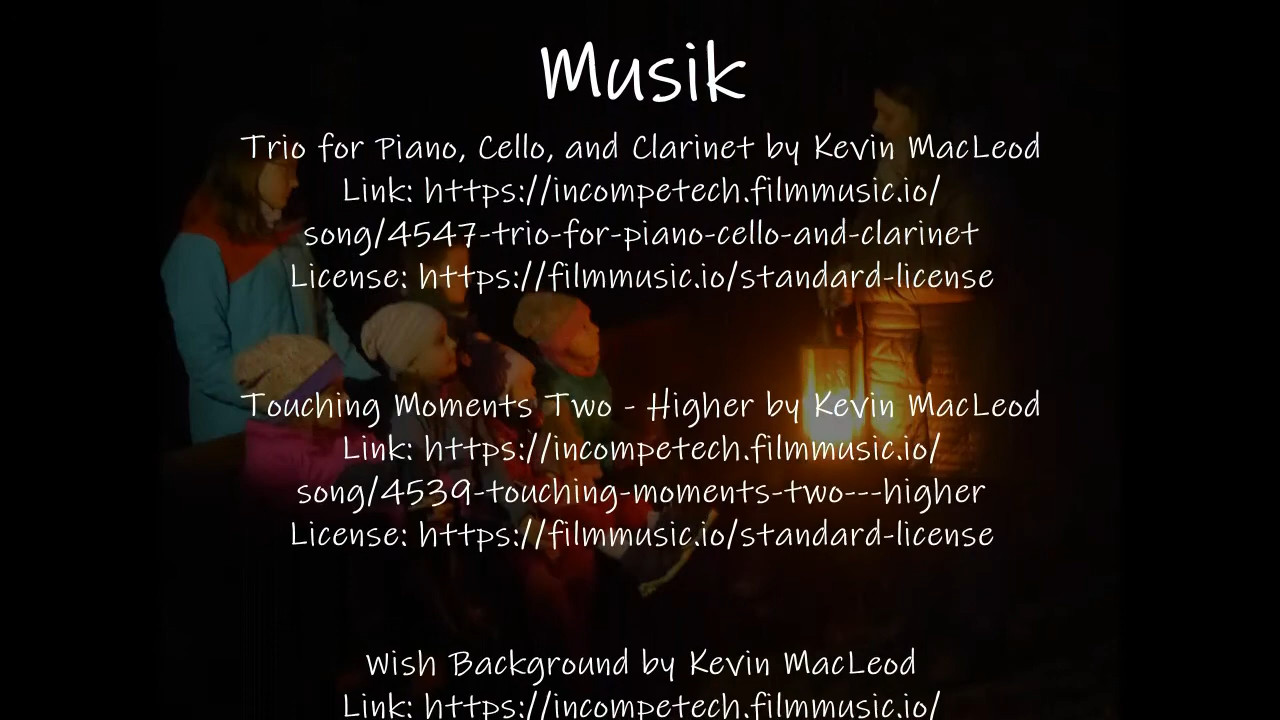 Musik
Trio for Piano, Cello, and Clarinet by Kevin MacLeod
Link: https://incompetech.filmmusic.io/
song/4547-trio-for-piano-cello-and-clarinet
License: https://filmmusic.io/standard-license
Touching Moments Two - Higher by Kevin MacLeod
Link: https://incompetech.filmmusic.io/
song/4539-touching-moments-two---higher
License: https://filmmusic.io/standard-license
Wish Background by Kevin MacLeod
Link: https://incompetech.filmmusic.io/